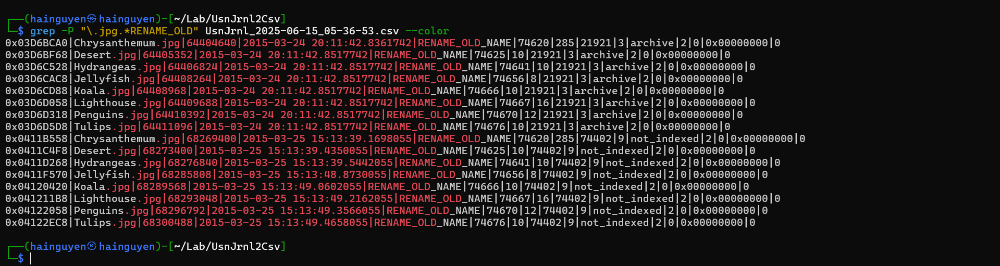 ┌──(hainguyen㉿hainguyen)-[~/Lab/UsnJrnl2Csv]
└─$ grep -P "\.jpg.*RENAME_OLD" UsnJrnl_2025-06-15_05-36-53.csv --color
0x03D6BCA0|Chrysanthemum.jpg|64404640|2015-03-24 20:11:42.8361742|RENAME_OLD_NAME|74620|285|21921|3|archive|2|0|0x00000000|0
0x03D6BF68|Desert.jpg|64405352|2015-03-24 20:11:42.8517742|RENAME_OLD_NAME|74625|10|21921|3|archive|2|0|0x00000000|0
0x03D6C528|Hydrangeas.jpg|64406824|2015-03-24 20:11:42.8517742|RENAME_OLD_NAME|74641|10|21921|3|archive|2|0|0x00000000|0
0x03D6CAC8|Jellyfish.jpg|64408264|2015-03-24 20:11:42.8517742|RENAME_OLD_NAME|74656|8|21921|3|archive|2|0|0x00000000|0
0x03D6CD88|Koala.jpg|64408968|2015-03-24 20:11:42.8517742|RENAME_OLD_NAME|74666|10|21921|3|archive|2|0|0x00000000|0
0x03D6D058|Lighthouse.jpg|64409688|2015-03-24 20:11:42.8517742|RENAME_OLD_NAME|74667|16|21921|3|archive|2|0|0x00000000|0
0x03D6D318|Penguins.jpg|64410392|2015-03-24 20:11:42.8517742|RENAME_OLD_NAME|74670|12|21921|3|archive|2|0|0x00000000|0
0x03D6D5D8|Tulips.jpg|64411096|2015-03-24 20:11:42.8517742|RENAME_OLD_NAME|74676|10|21921|3|archive|2|0|0x00000000|0
0x0411B558|Chrysanthemum.jpg|68269400|2015-03-25 15:13:39.1698055|RENAME_OLD_NAME|74620|285|74402|9|not_indexed|2|0|0x00000000|0
0x0411C4F8|Desert.jpg|68273400|2015-03-25 15:13:39.4350055|RENAME_OLD_NAME|74625|10|74402|9|not_indexed|2|0|0x00000000|0
0x0411D268|Hydrangeas.jpg|68276840|2015-03-25 15:13:39.5442055|RENAME_OLD_NAME|74641|10|74402|9|not_indexed|2|0|0x00000000|0
0x0411F570|Jellyfish.jpg|68285808|2015-03-25 15:13:48.8730055|RENAME_OLD_NAME|74656|8|74402|9|not_indexed|2|0|0x00000000|0
0x04120420|Koala.jpg|68289568|2015-03-25 15:13:49.0602055|RENAME_OLD_NAME|74666|10|74402|9|not_indexed|2|0|0x00000000|0
0x041211B8|Lighthouse.jpg|68293048|2015-03-25 15:13:49.2162055|RENAME_OLD_NAME|74667|16|74402|9|not_indexed|2|0|0x00000000|0
0x04122058|Penguins.jpg|68296792|2015-03-25 15:13:49.3566055|RENAME_OLD_NAME|74670|12|74402|9|not_indexed|2|0|0x00000000|0
0x04122EC8|Tulips.jpg|68300488|2015-03-25 15:13:49.4658055|RENAME_OLD_NAME|74676|10|74402|9|not_indexed|2|0|0x00000000|0
┌──(hainguyen㉿hainguyen)-[~/Lab/UsnJrnl2Csv]
└─$